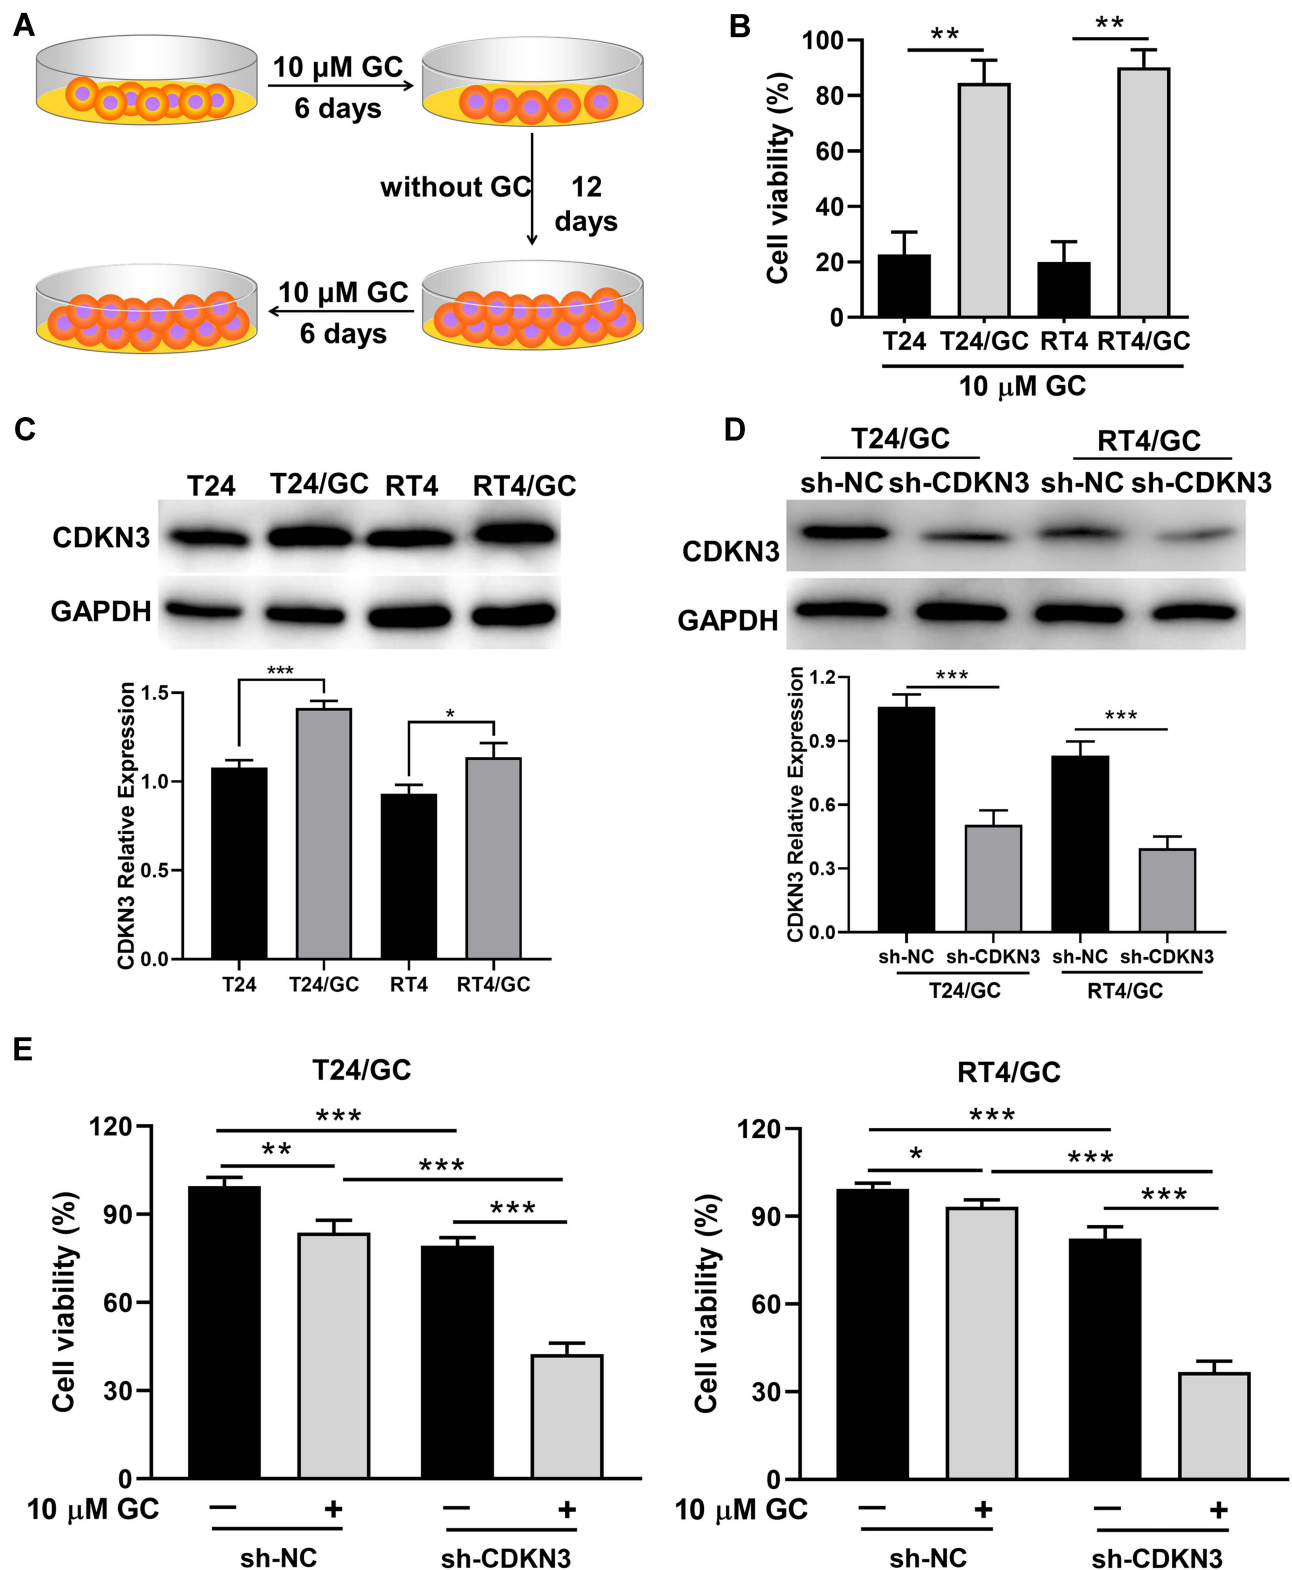 A
10 μM GC
6 days
without GC
12
days
10 μM GC
6 days
B
**
**
Cell viability (%)
100
80
60
40
20
0
T24 T24/GC RT4 RT4/GC
10 μM GC
C
T24 T24/GC RT4 RT4/GC
CDKN3
GAPDH
CDKN3 Relative Expression
1.5
1.0
0.5
0.0
***
*
T24 T24/GC RT4 RT4/GC
D
T24/GC RT4/GC
sh-NC sh-CDKN3 sh-NC sh-CDKN3
CDKN3
GAPDH
CDKN3 Relative Expression
1.2
0.9
0.6
0.3
0.0
***
***
sh-NC sh-CDKN3 sh-NC sh-CDKN3
T24/GC RT4/GC
E
T24/GC
Cell viability (%)
120
90
60
30
0
***
**
***
***
10 μM GC — + — +
sh-NC sh-CDKN3
RT4/GC
Cell viability (%)
120
90
60
30
0
***
*
***
***
10 μM GC — + — +
sh-NC sh-CDKN3